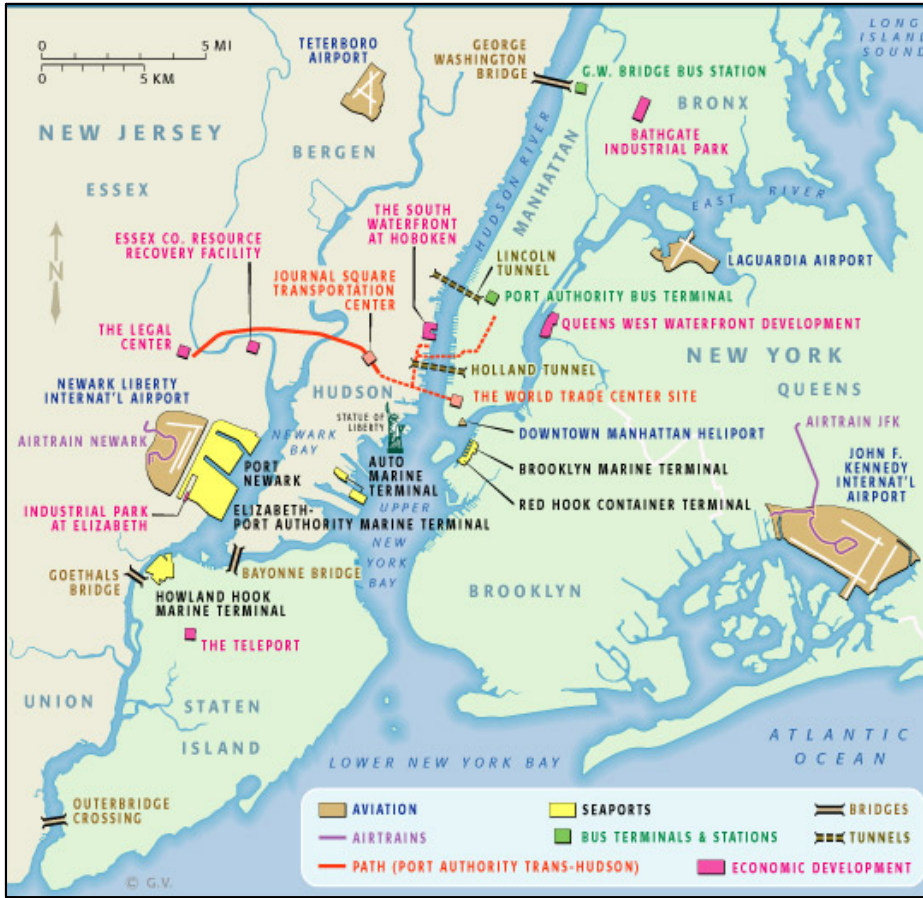 0 5 MI
0 5 KM
TETERBORO
AIRPORT
GEORGE
WASHINGTON
BRIDGE
G.W. BRIDGE BUS STATION
LONG
ISLAND
SOUND
NEW JERSEY
BERGEN
BRONX
BATHGATE
INDUSTRIAL PARK
ESSEX
HUDSON RIVER
MANHATTAN
EAST RIVER
THE SOUTH
WATERFRONT
AT HOBOKEN
N
ESSEX CO. RESOURCE
RECOVERY FACILITY
LINCOLN
TUNNEL
LAGUARDIA AIRPORT
JOURNAL SQUARE
TRANSPORTATION
CENTER
PORT AUTHORITY BUS TERMINAL
THE LEGAL
CENTER
QUEENS WEST WATERFRONT DEVELOPMENT
NEW YORK
HOLLAND TUNNEL
NEWARK LIBERTY
INTERNAT'L AIRPORT
HUDSON
QUEENS
THE WORLD TRADE CENTER SITE
STATUE OF
LIBERTY
AIRTRAIN JFK
AIRTRAIN NEWARK
NEWARK
BAY
DOWNTOWN MANHATTAN HELIPORT
JOHN F.
KENNEDY
INTERNAT'L
AIRPORT
PORT
NEWARK
AUTO
MARINE
TERMINAL
BROOKLYN MARINE TERMINAL
INDUSTRIAL PARK
AT ELIZABETH
ELIZABETH-
PORT AUTHORITY MARINE TERMINAL
RED HOOK CONTAINER TERMINAL
UPPER
NEW
YORK
BAY
GOETHALS
BRIDGE
BAYONNE BRIDGE
BROOKLYN
HOWLAND HOOK
MARINE TERMINAL
THE TELEPORT
UNION
STATEN
ISLAND
ATLANTIC
OCEAN
LOWER NEW YORK BAY
OUTERBRIDGE
CROSSING
AVIATION
SEAPORTS
BRIDGES
AIRTRAINS
BUS TERMINALS & STATIONS
TUNNELS
PATH (PORT AUTHORITY TRANS-HUDSON)
ECONOMIC DEVELOPMENT
© G.V.